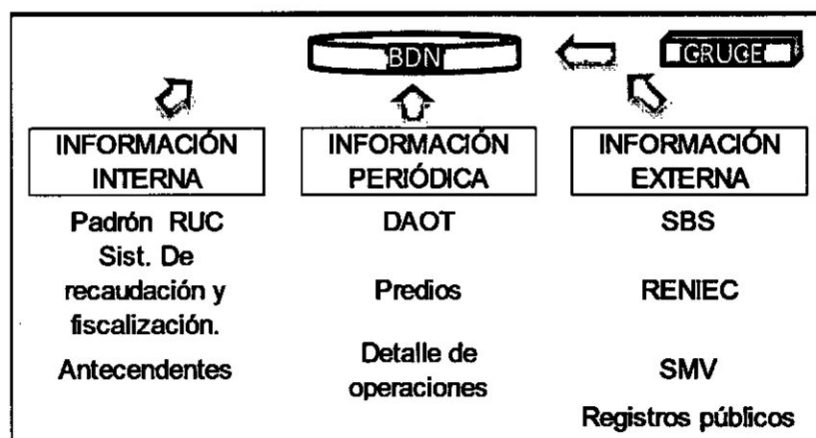 BDN
CRUCE
INFORMACIÓN
INTERNA
Padrón RUC
Sist. De
recaudación y
fiscalización.
Antecendentes
INFORMACIÓN
PERIÓDICA
DAOT
Predios
Detalle de
operaciones
INFORMACIÓN
EXTERNA
SBS
RENIEC
SMV
Registros públicos